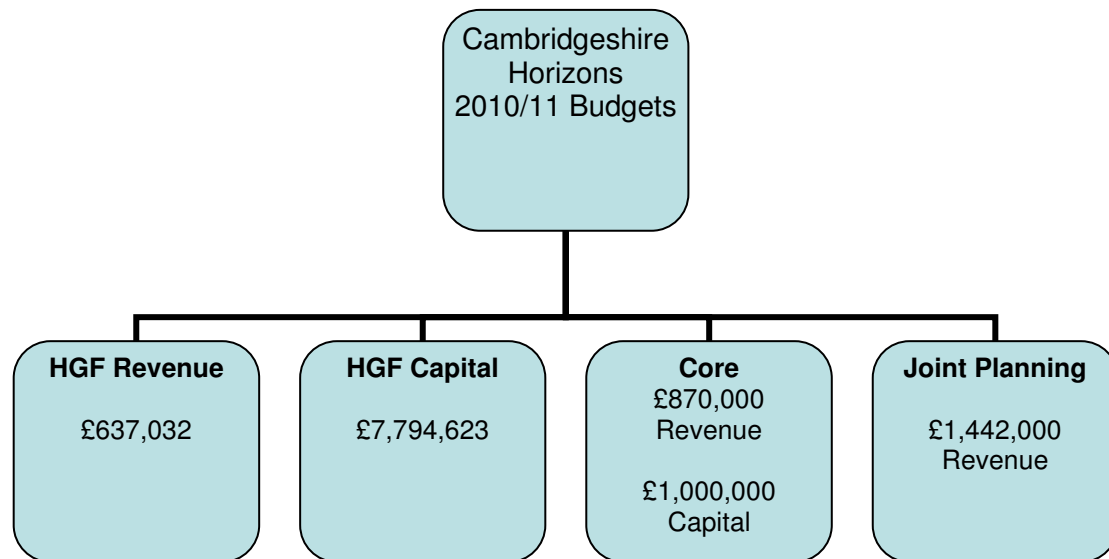 Cambridgeshire
Horizons
2010/11 Budgets
HGF Revenue
£637,032
HGF Capital
£7,794,623
Core
£870,000
Revenue
£1,000,000
Capital
Joint Planning
£1,442,000
Revenue